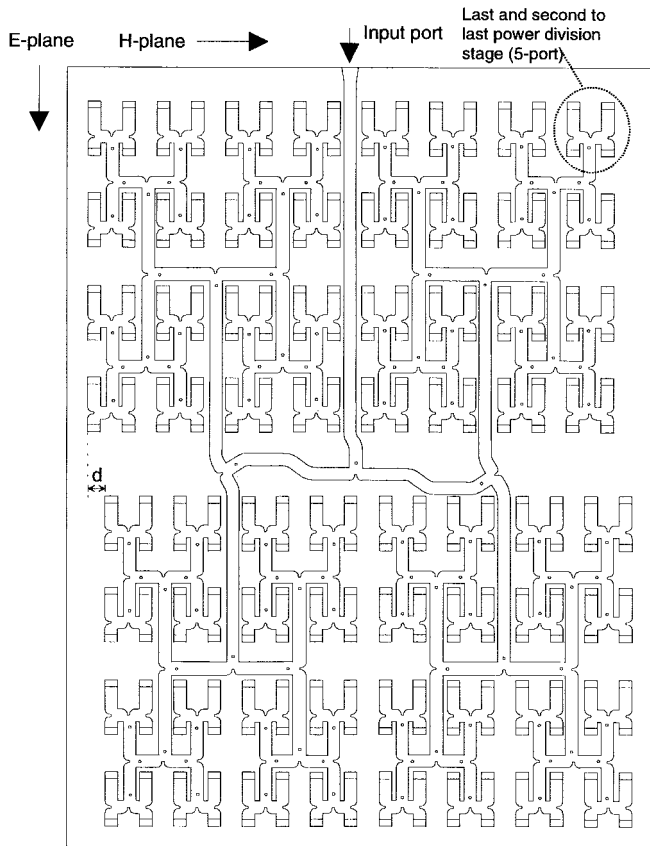 E-plane
H-plane
Input port
Last and second to
last power division
stage (5-port)
d